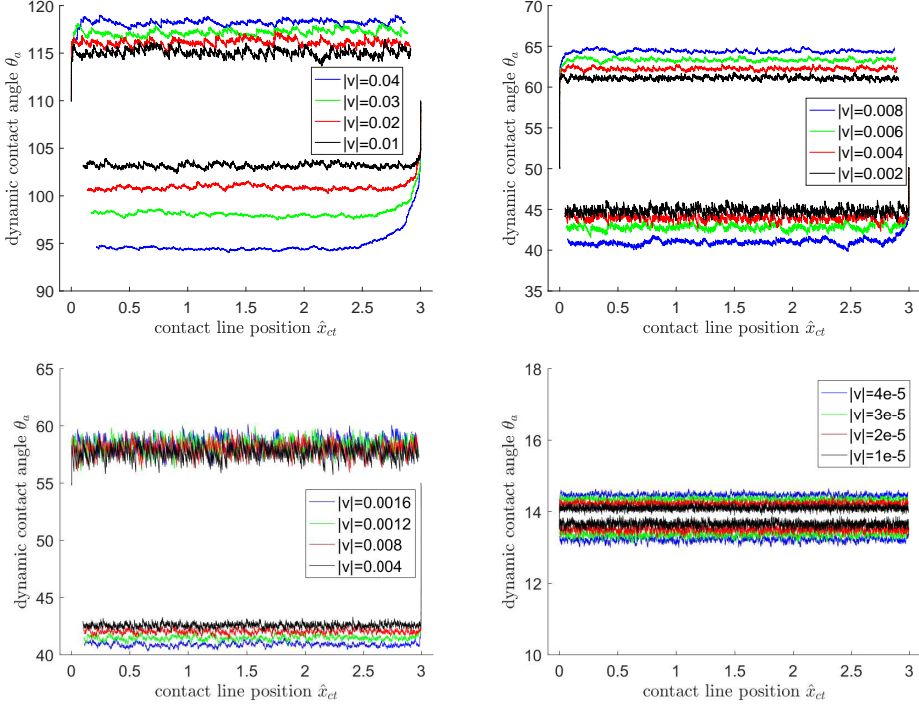 120
115
110
105
100
95
90
0 0.5 1 1.5 2 2.5 3
dynamic contact angle θa
contact line position x̂ct
|v|=0.04
|v|=0.03
|v|=0.02
|v|=0.01
70
65
60
55
50
45
40
35
0 0.5 1 1.5 2 2.5 3
dynamic contact angle θa
contact line position x̂ct
|v|=0.008
|v|=0.006
|v|=0.004
|v|=0.002
65
60
55
50
45
40
0 0.5 1 1.5 2 2.5 3
dynamic contact angle θa
contact line position x̂ct
|v|=0.0016
|v|=0.0012
|v|=0.008
|v|=0.004
18
16
14
12
10
0 0.5 1 1.5 2 2.5 3
dynamic contact angle θa
contact line position x̂ct
|v|=4e-5
|v|=3e-5
|v|=2e-5
|v|=1e-5